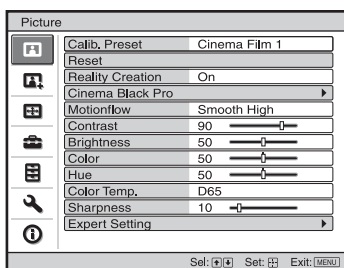 Picture
Calib. Preset Cinema Film 1
Reset
Reality Creation On
Cinema Black Pro
Motionflow Smooth High
Contrast 90
Brightness 50
Color 50
Hue 50
Color Temp. D65
Sharpness 10
Expert Setting
Sel: Set: Exit: MENU